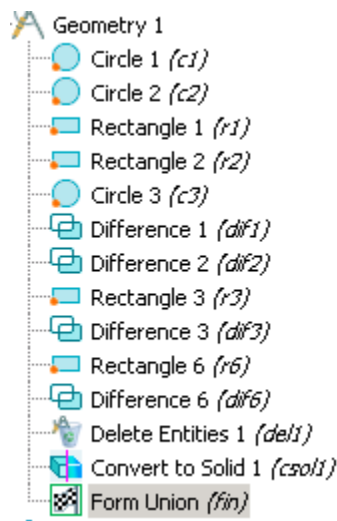 Geometry 1
Circle 1 (c1)
Circle 2 (c2)
Rectangle 1 (r1)
Rectangle 2 (r2)
Circle 3 (c3)
Difference 1 (dif1)
Difference 2 (dif2)
Rectangle 3 (r3)
Difference 3 (dif3)
Rectangle 6 (r6)
Difference 6 (dif6)
Delete Entities 1 (del1)
Convert to Solid 1 (csol1)
Form Union (fin)